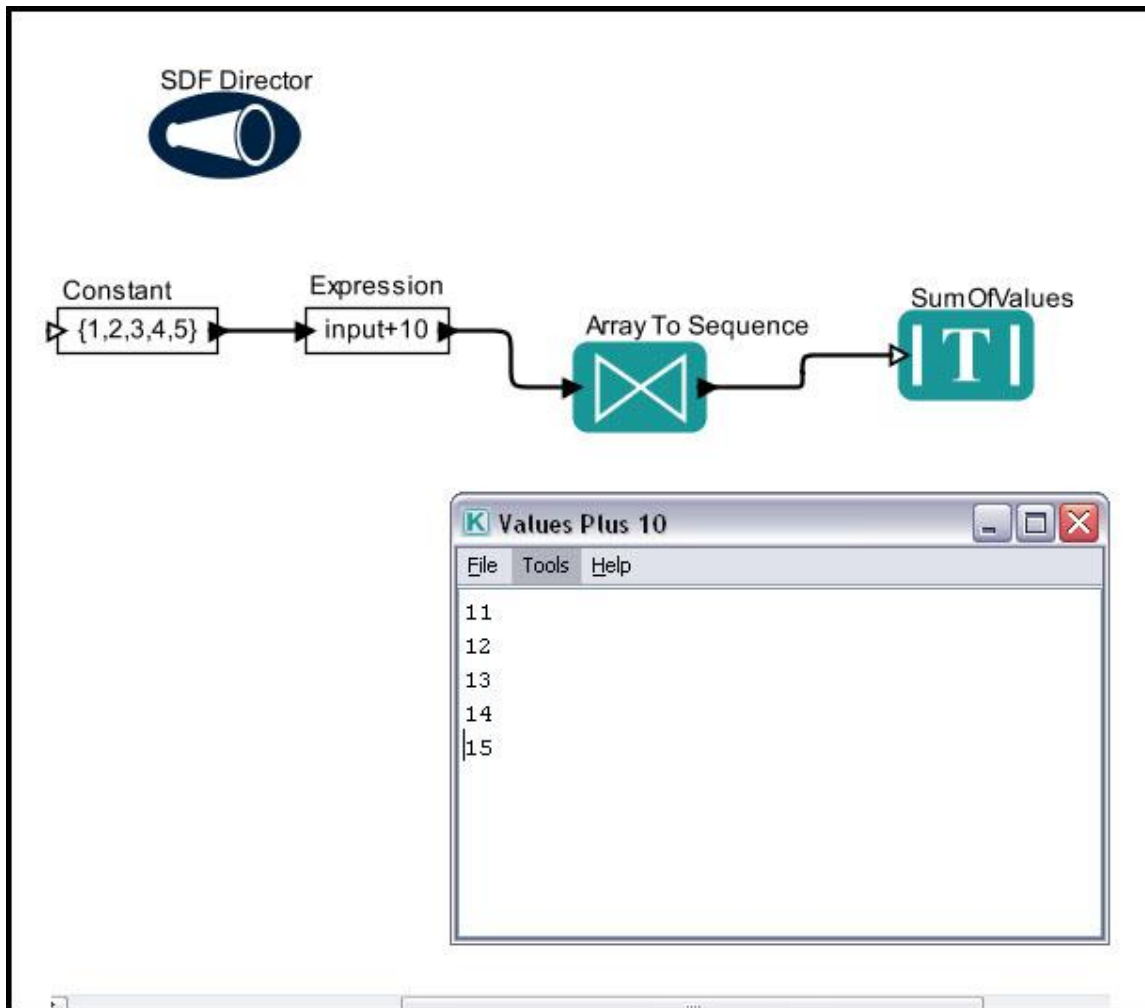 SDF Director
Constant
{1,2,3,4,5}
Expression
input+10
Array To Sequence
SumOfValues
T
K Values Plus 10
File Tools Help
11
12
13
14
15